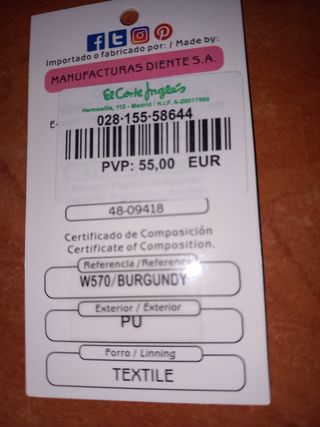 Importado o fabricado por: / Made by:
MANUFACTURAS DIENTE S.A.
El Corte Inglés
Hermosilla, 112 - Madrid / N.I.F. A-28017895
028·155·58644
PVP: 55,00 EUR
48-09418
Certificado de Composición
Certificate of Composition.
Referencia / Reference
W570/BURGUNDY
Exterior / Exterior
PU
Forro / Linning
TEXTILE